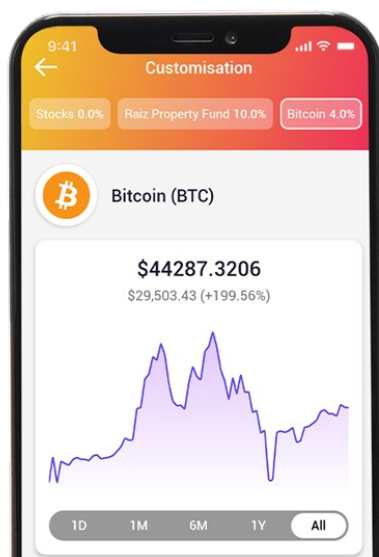 9:41
Customisation
Stocks 0.0% Raiz Property Fund 10.0% Bitcoin 4.0%
Bitcoin (BTC)
$44287.3206
$29,503.43 (+199.56%)
1D 1M 6M 1Y All